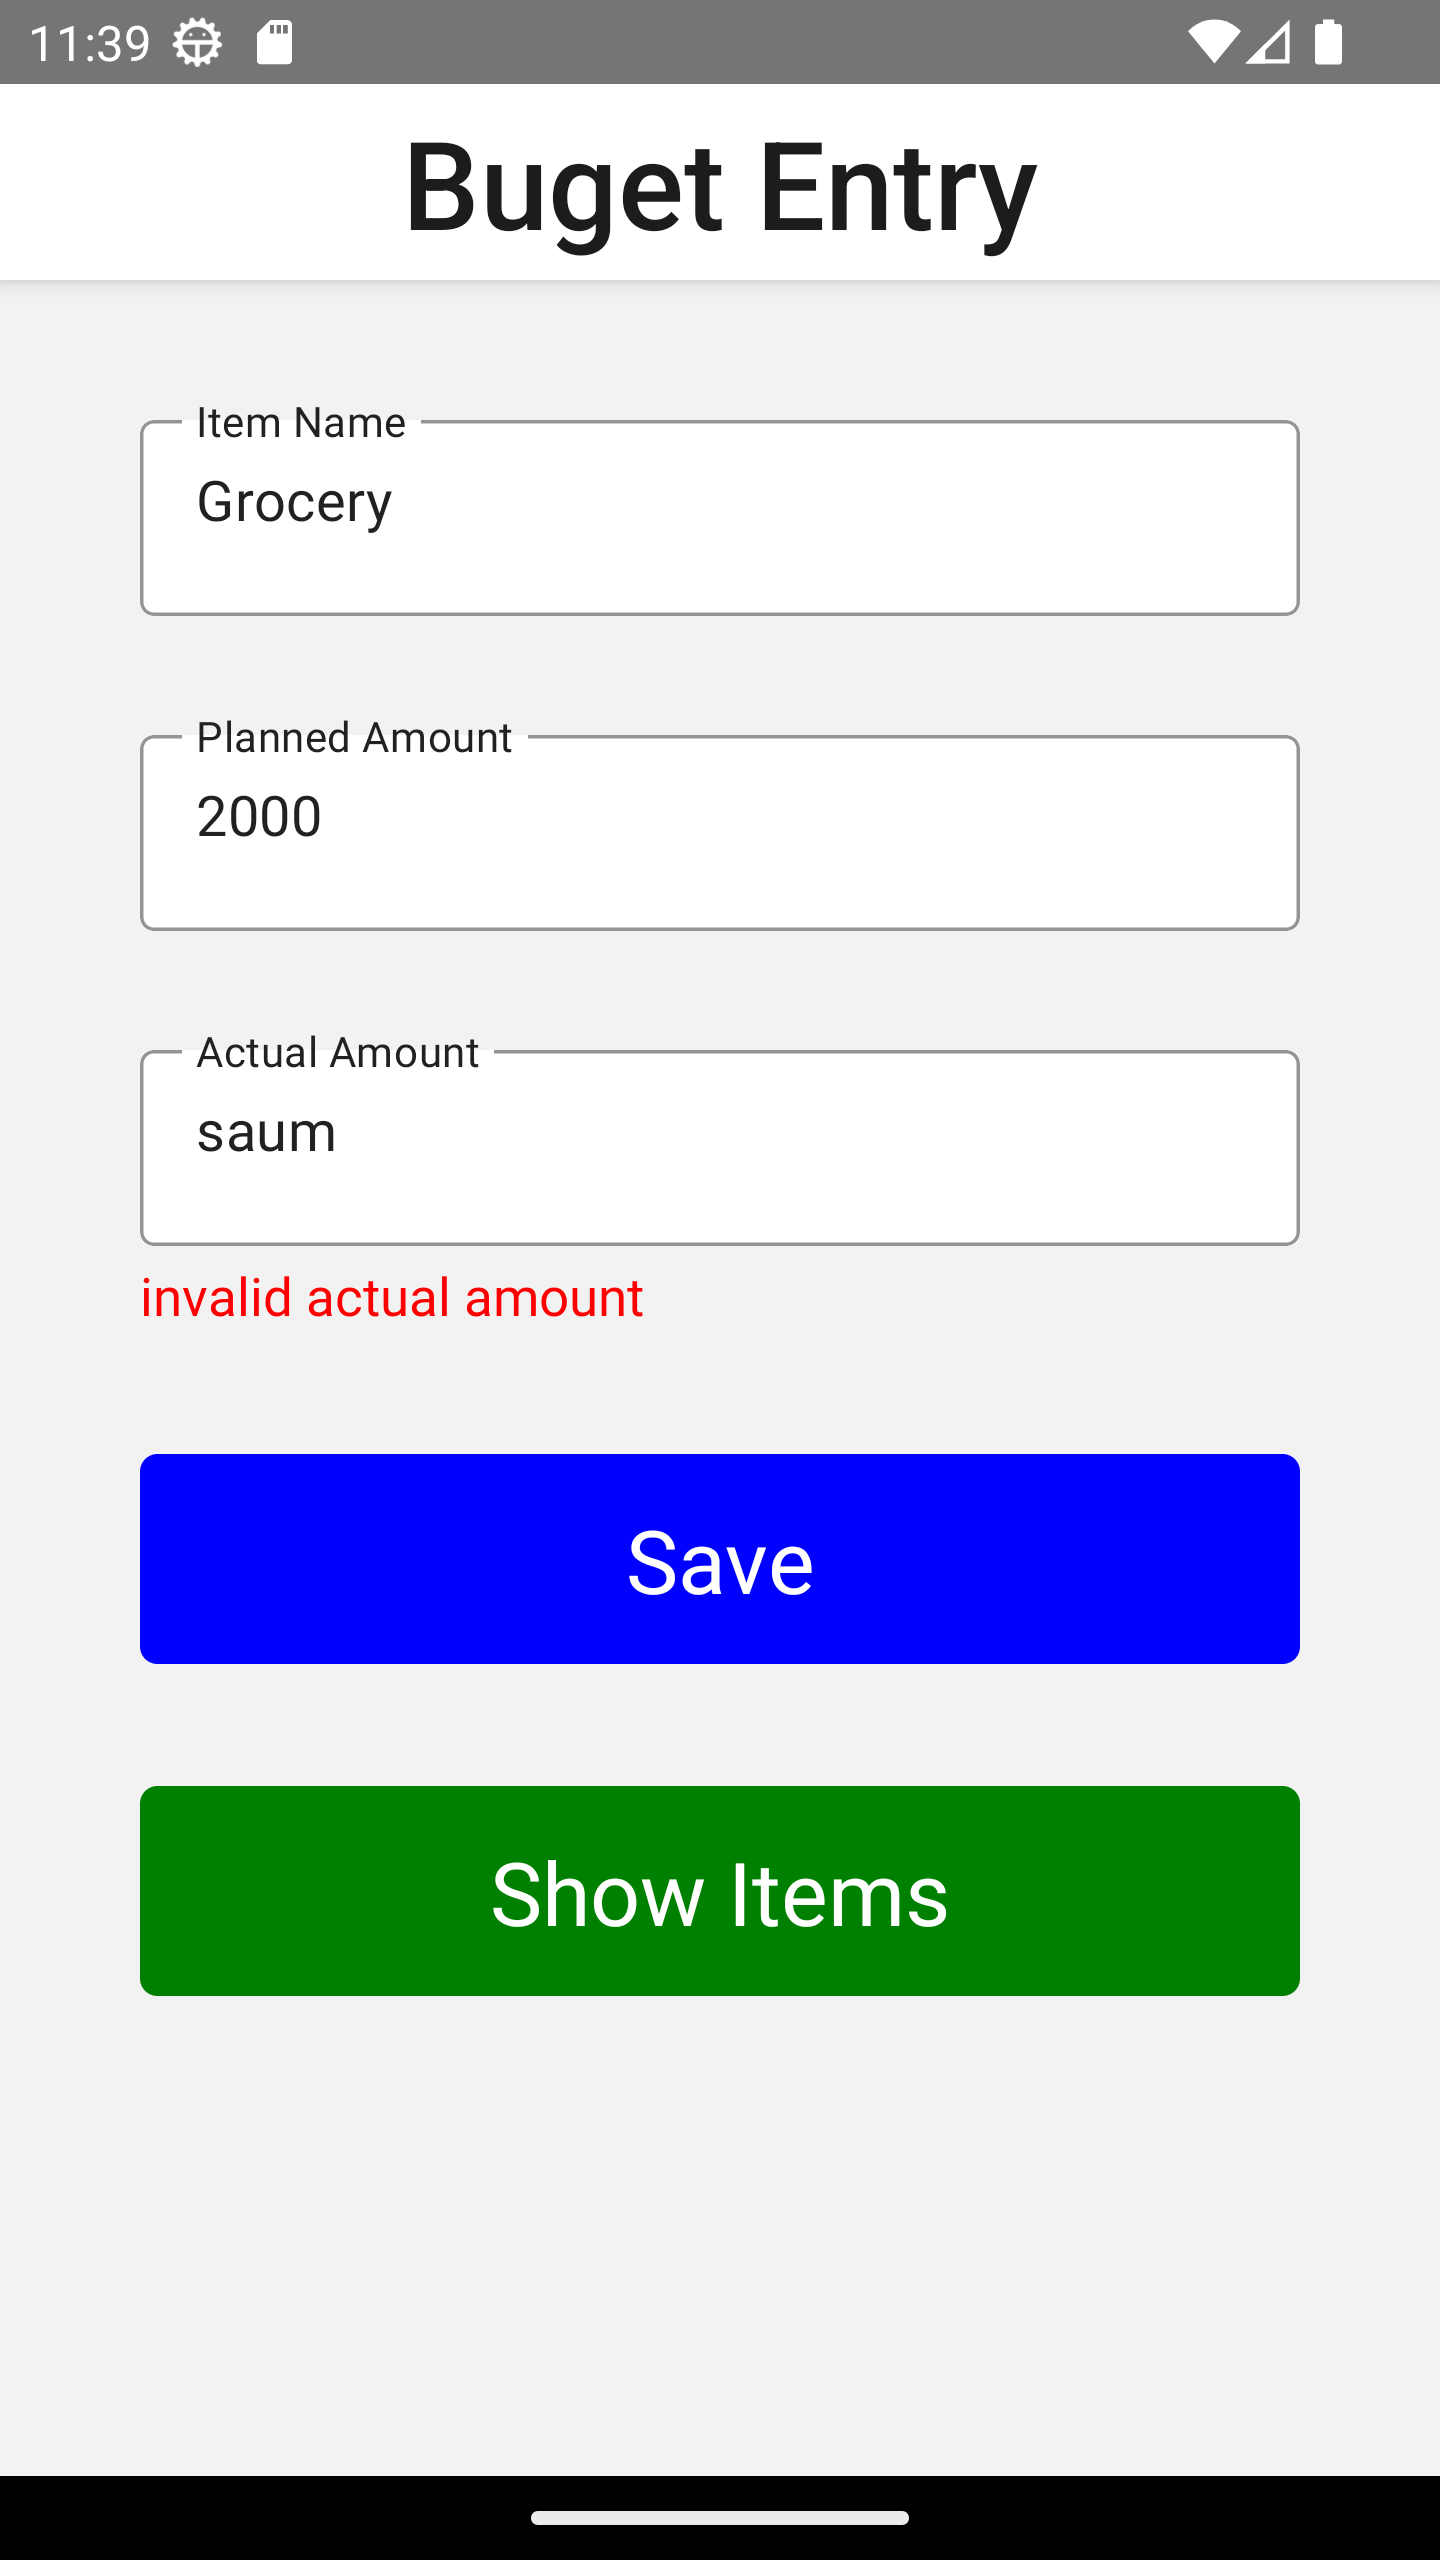 11:39
Buget Entry
Item Name
Grocery
Planned Amount
2000
Actual Amount
saum
invalid actual amount
Save
Show Items